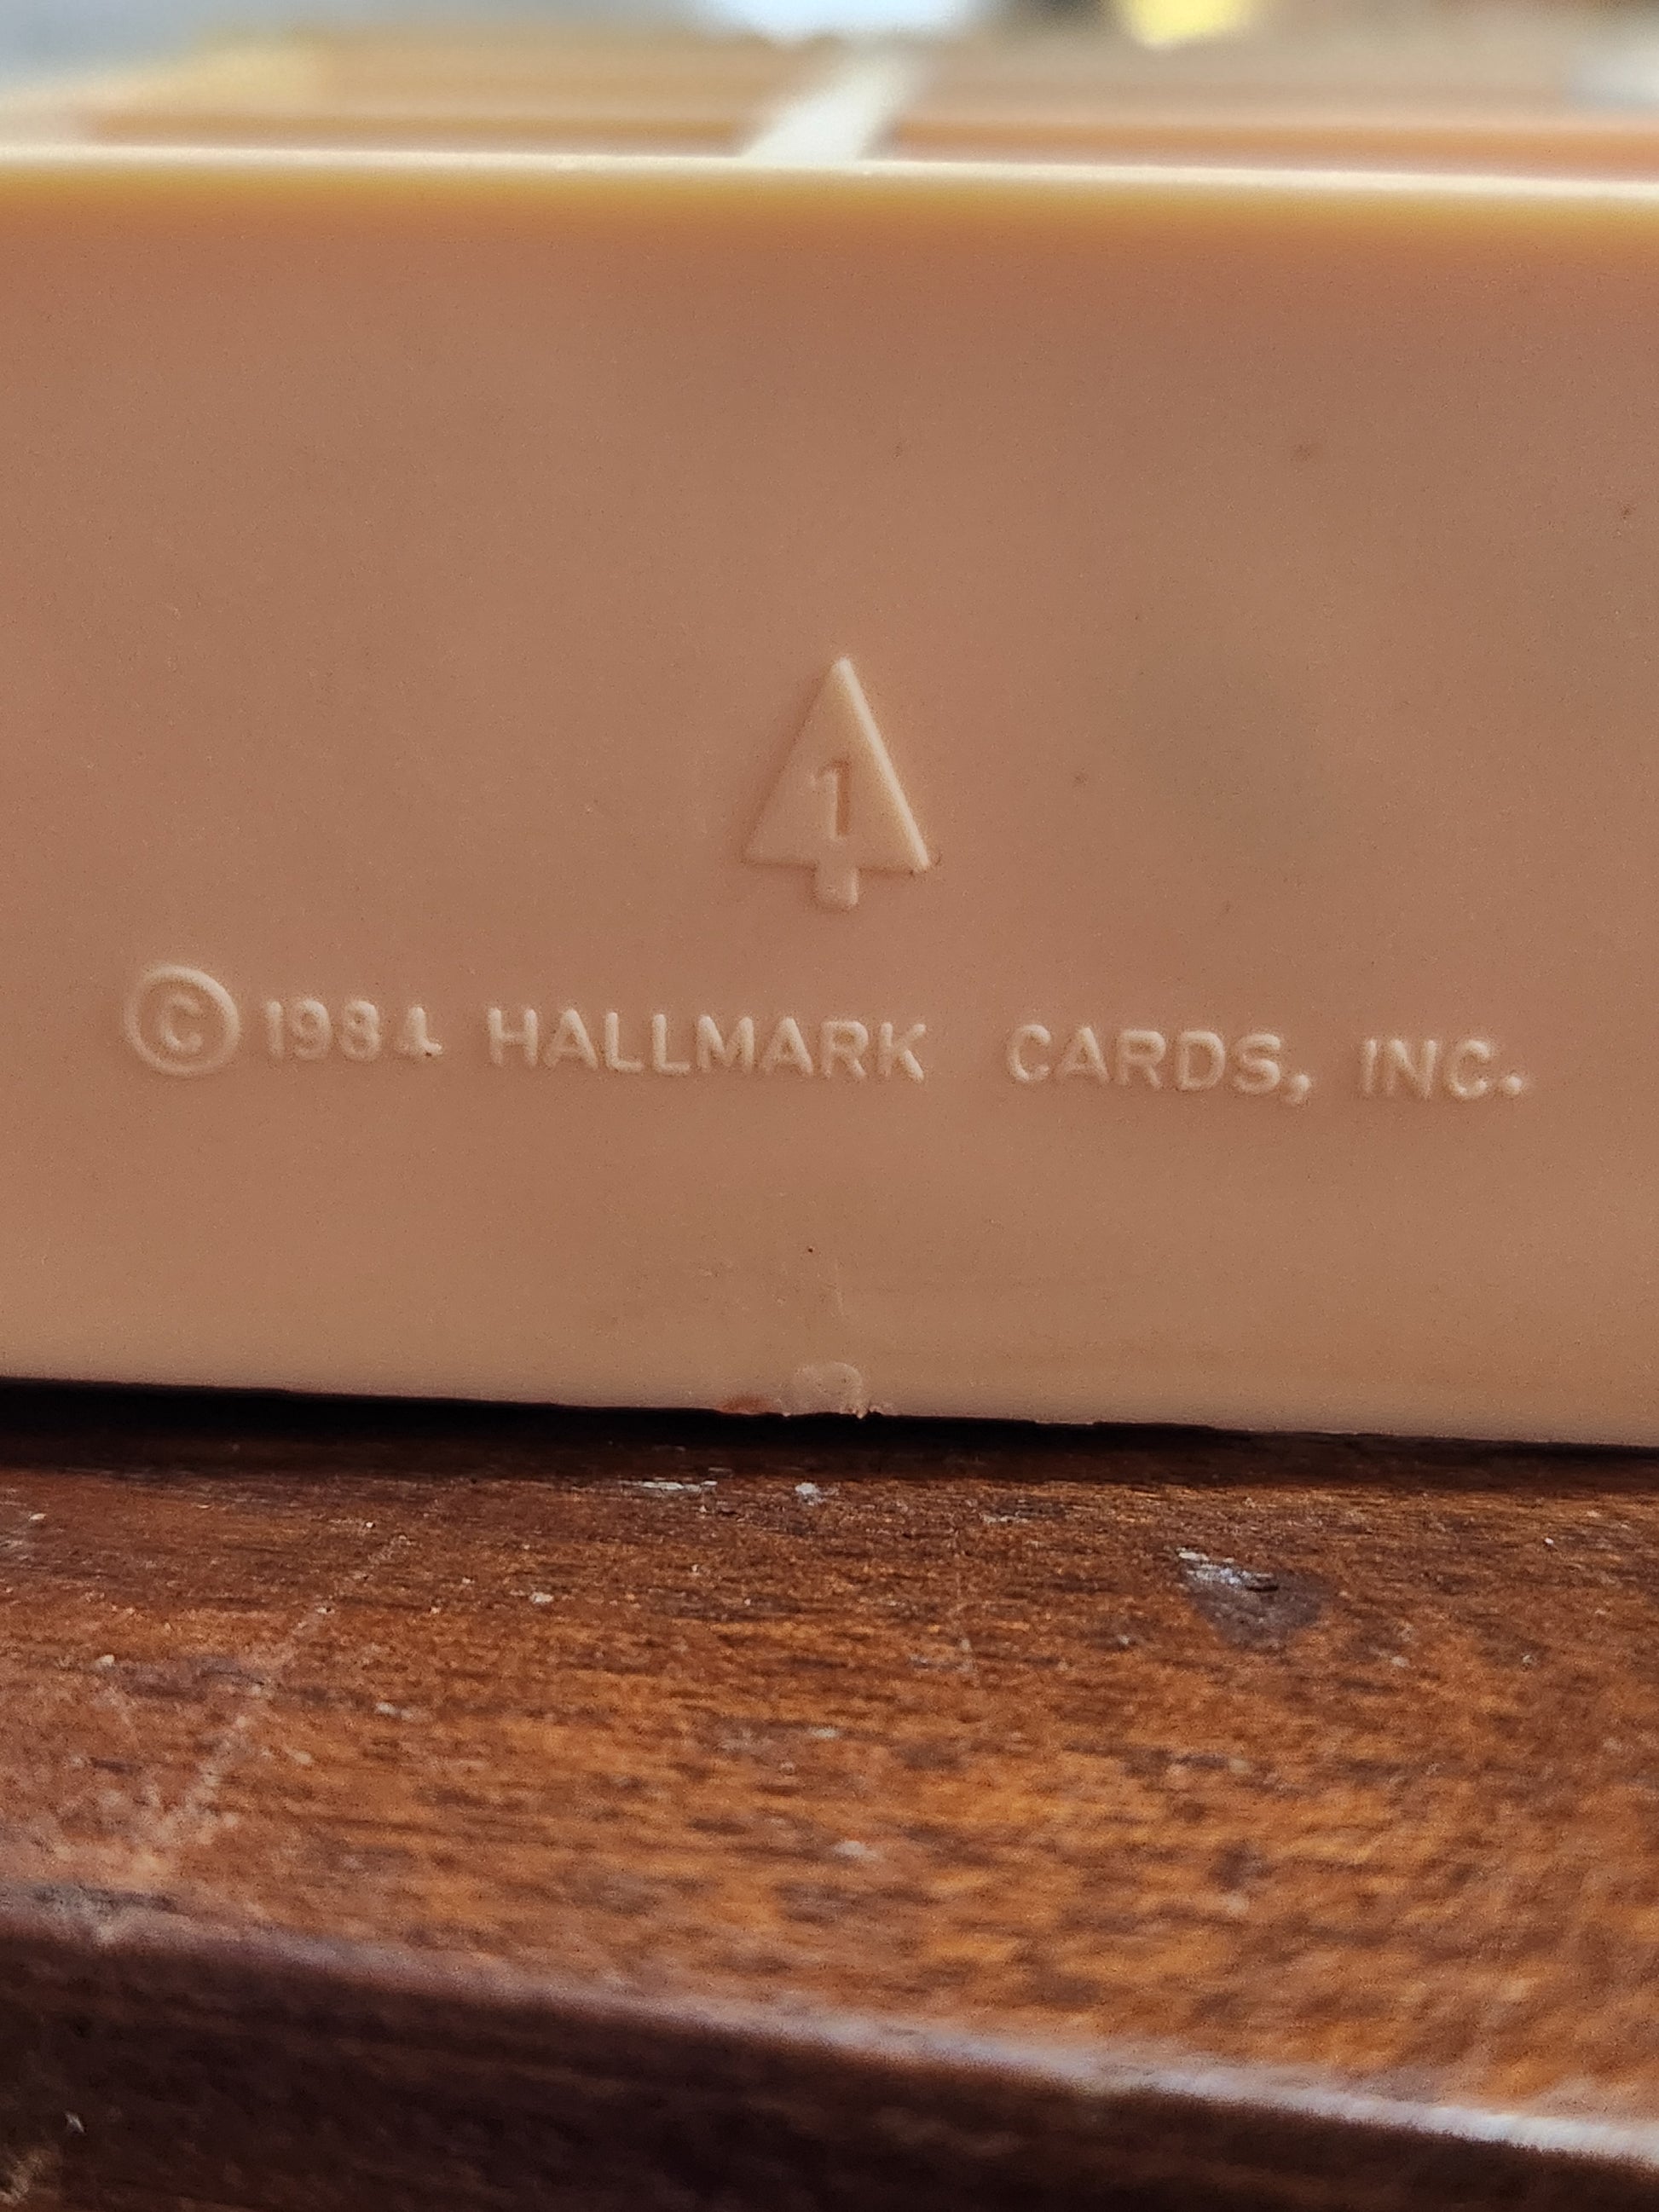 1
©1984 HALLMARK CARDS, INC.